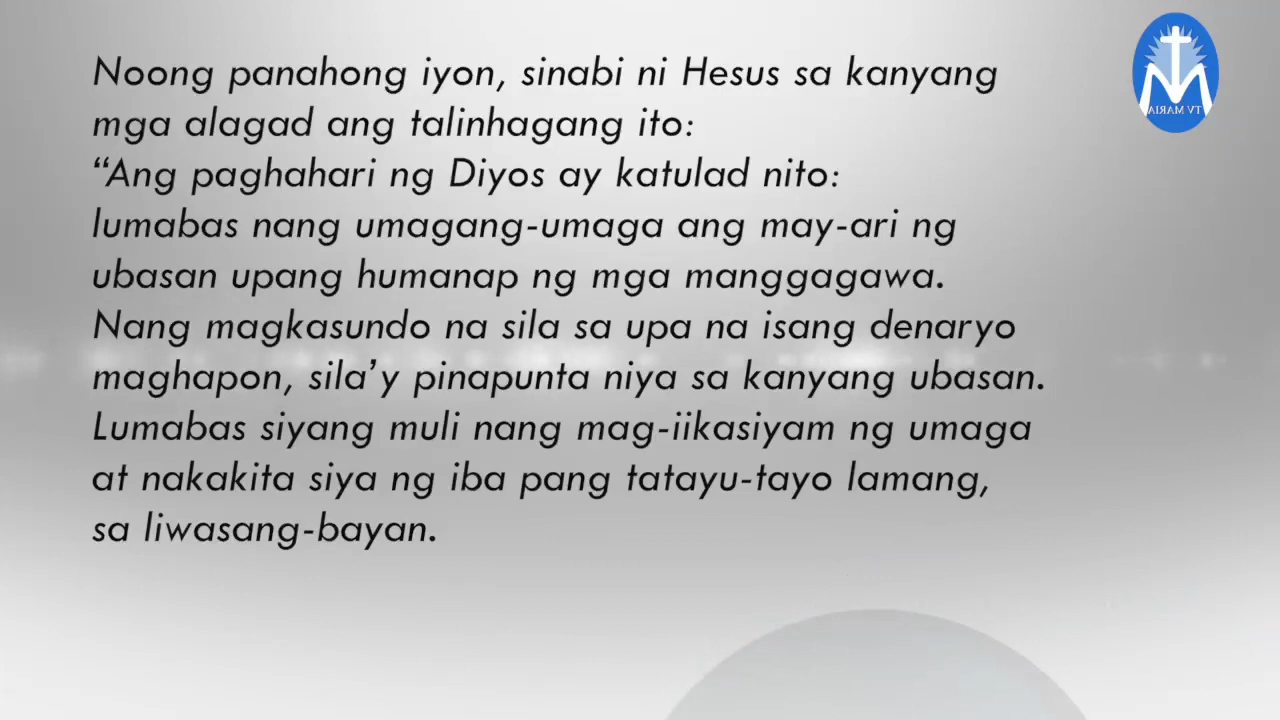 Noong panahong iyon, sinabi ni Hesus sa kanyang
mga alagad ang talinhagang ito:
“Ang paghahari ng Diyos ay katulad nito:
lumabas nang umagang-umaga ang may-ari ng
ubasan upang humanap ng mga manggagawa.
Nang magkasundo na sila sa upa na isang denaryo
maghapon, sila’y pinapunta niya sa kanyang ubasan.
Lumabas siyang muli nang mag-iikasiyam ng umaga
at nakakita siya ng iba pang tatayu-tayo lamang,
sa liwasang-bayan.
TV MARIA